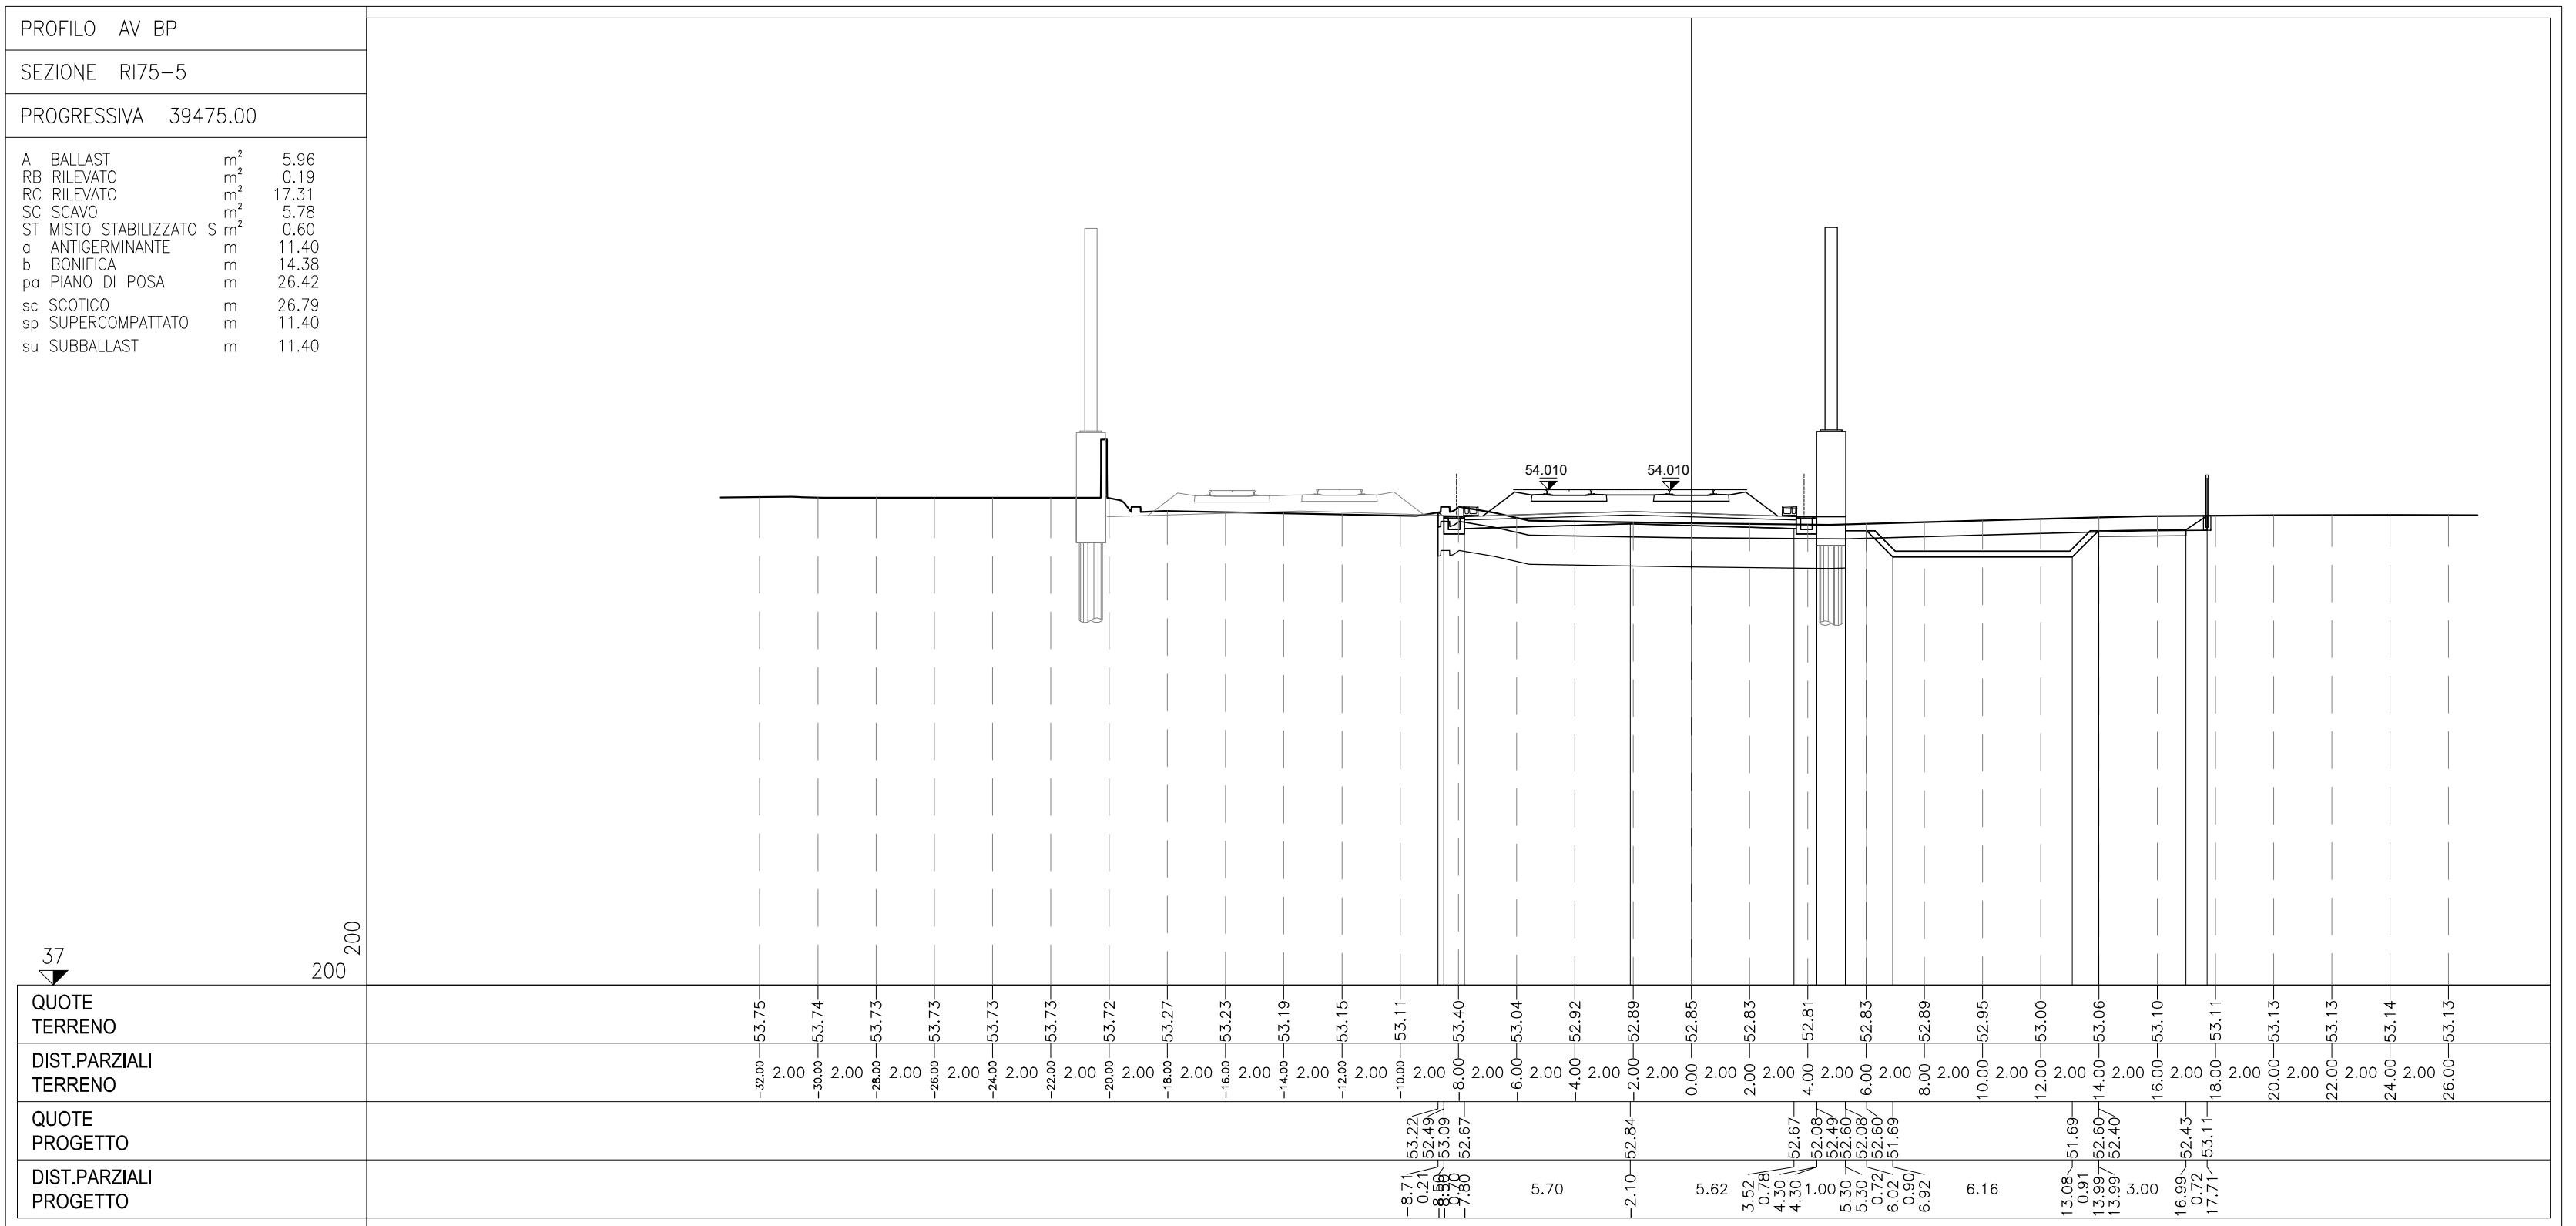 PROFILO AV BP
SEZIONE RI75-5
PROGRESSIVA 39475.00
A BALLAST m² 5.96
RB RILEVATO m² 0.19
RC RILEVATO m² 17.31
SC SCAVO m² 5.78
ST MISTO STABILIZZATO S m² 0.60
a ANTIGERMINANTE m 11.40
b BONIFICA m 14.38
pa PIANO DI POSA m 26.42
sc SCOTICO m 26.79
sp SUPERCOMPATTATO m 11.40
su SUBBALLAST m 11.40
54.010 54.010
37
200
200
QUOTE
TERRENO
53.75 53.74 53.73 53.73 53.73 53.73 53.72 53.27 53.23 53.19 53.15 53.11 53.40 53.04 52.92 52.89 52.85 52.83 52.81 52.83 52.89 52.95 53.00 53.06 53.10 53.11 53.13 53.13 53.14 53.13
DIST.PARZIALI
TERRENO
-32.00 2.00 -30.00 2.00 -28.00 2.00 -26.00 2.00 -24.00 2.00 -22.00 2.00 -20.00 2.00 -18.00 2.00 -16.00 2.00 -14.00 2.00 -12.00 2.00 -10.00 2.00 -8.00 2.00 -6.00 2.00 -4.00 2.00 -2.00 2.00 0.00 2.00 2.00 2.00 4.00 2.00 6.00 2.00 8.00 2.00 10.00 2.00 12.00 2.00 14.00 2.00 16.00 2.00 18.00 2.00 20.00 2.00 22.00 2.00 24.00 2.00 26.00
QUOTE
PROGETTO
53.22 52.49 53.09 52.67 52.84 52.67 52.08 52.49 52.60 52.08 52.60 51.69 51.69 52.60 52.40 52.43 53.11
DIST.PARZIALI
PROGETTO
-8.71 0.21 -8.50 -8.50 0.70 -7.80 5.70 -2.10 5.62 3.52 0.78 4.30 4.30 1.00 5.30 5.30 0.72 6.02 0.90 6.92 6.16 13.08 0.91 13.99 13.99 3.00 16.99 0.72 17.71